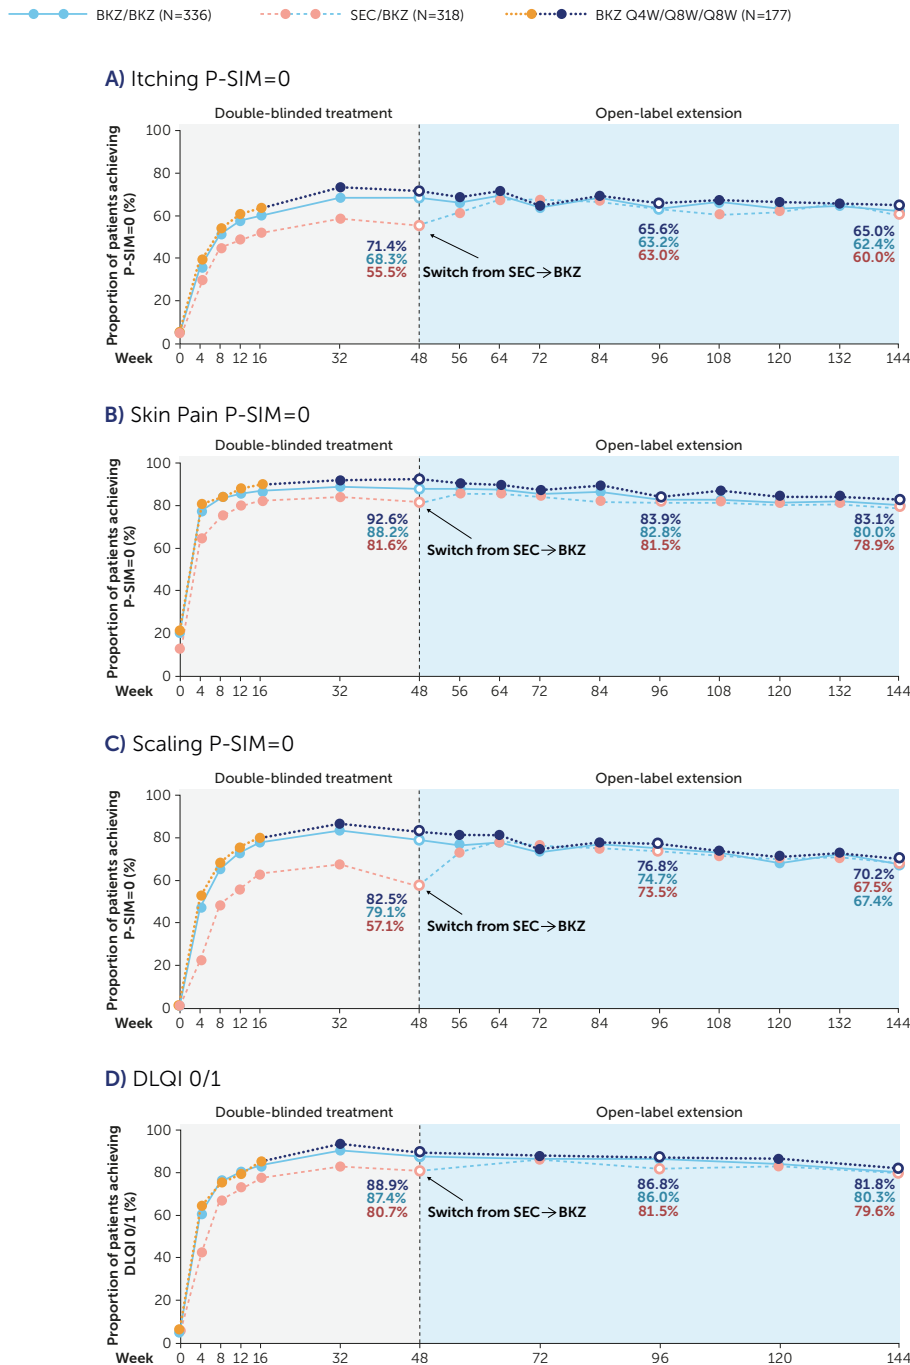 BKZ/BKZ (N=336) SEC/BKZ (N=318) BKZ Q4W/Q8W/Q8W (N=177)
A) Itching P-SIM=0
Double-blinded treatment Open-label extension
Proportion of patients achieving
P-SIM=0 (%)
100
80
60
40
20
0
71.4%
68.3%
55.5%
Switch from SEC→BKZ
65.6%
63.2%
63.0%
65.0%
62.4%
60.0%
Week 0 4 8 12 16 32 48 56 64 72 84 96 108 120 132 144
B) Skin Pain P-SIM=0
Double-blinded treatment Open-label extension
Proportion of patients achieving
P-SIM=0 (%)
100
80
60
40
20
0
92.6%
88.2%
81.6%
Switch from SEC→BKZ
83.9%
82.8%
81.5%
83.1%
80.0%
78.9%
Week 0 4 8 12 16 32 48 56 64 72 84 96 108 120 132 144
C) Scaling P-SIM=0
Double-blinded treatment Open-label extension
Proportion of patients achieving
P-SIM=0 (%)
100
80
60
40
20
0
82.5%
79.1%
57.1%
Switch from SEC→BKZ
76.8%
74.7%
73.5%
70.2%
67.5%
67.4%
Week 0 4 8 12 16 32 48 56 64 72 84 96 108 120 132 144
D) DLQI 0/1
Double-blinded treatment Open-label extension
Proportion of patients achieving
DLQI 0/1 (%)
100
80
60
40
20
0
88.9%
87.4%
80.7%
Switch from SEC→BKZ
86.8%
86.0%
81.5%
81.8%
80.3%
79.6%
Week 0 4 8 12 16 32 48 72 96 120 144